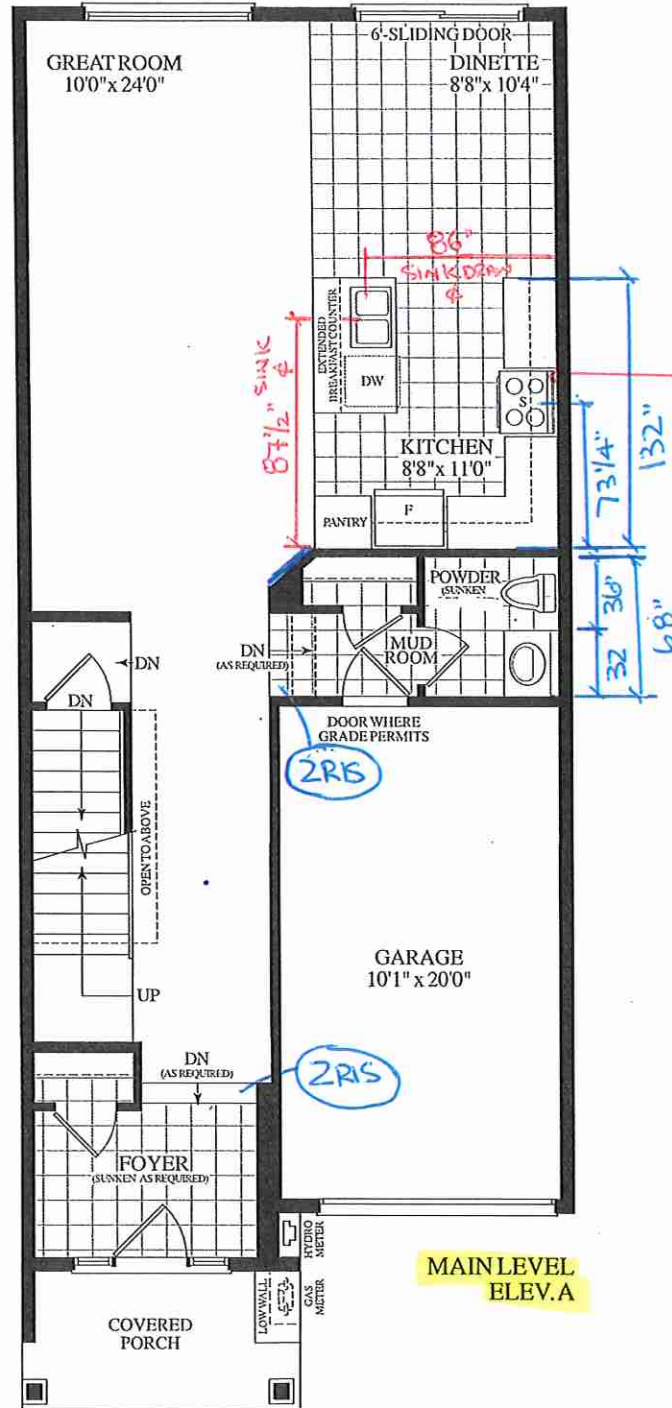 6'-SLIDING DOOR
GREAT ROOM
10'0" x 24'0"
DINETTE
8'8" x 10'4"
86"
SINK DRAIN
℄
EXTENDED
BREAKFAST COUNTER
DW
87 1/2" SINK
℄
S
KITCHEN
8'8" x 11'0"
73 1/4"
132"
PANTRY
F
POWDER
(SUNKEN
36"
32
68"
DN
(AS REQUIRED)
MUD
ROOM
DN
DN
DOOR WHERE
GRADE PERMITS
2RIS
OPEN TO ABOVE
GARAGE
10'1" x 20'0"
UP
DN
(AS REQUIRED)
2RIS
FOYER
(SUNKEN AS REQUIRED)
HYDRO
METER
LOW WALL
GAS
METER
MAIN LEVEL
ELEV. A
COVERED
PORCH